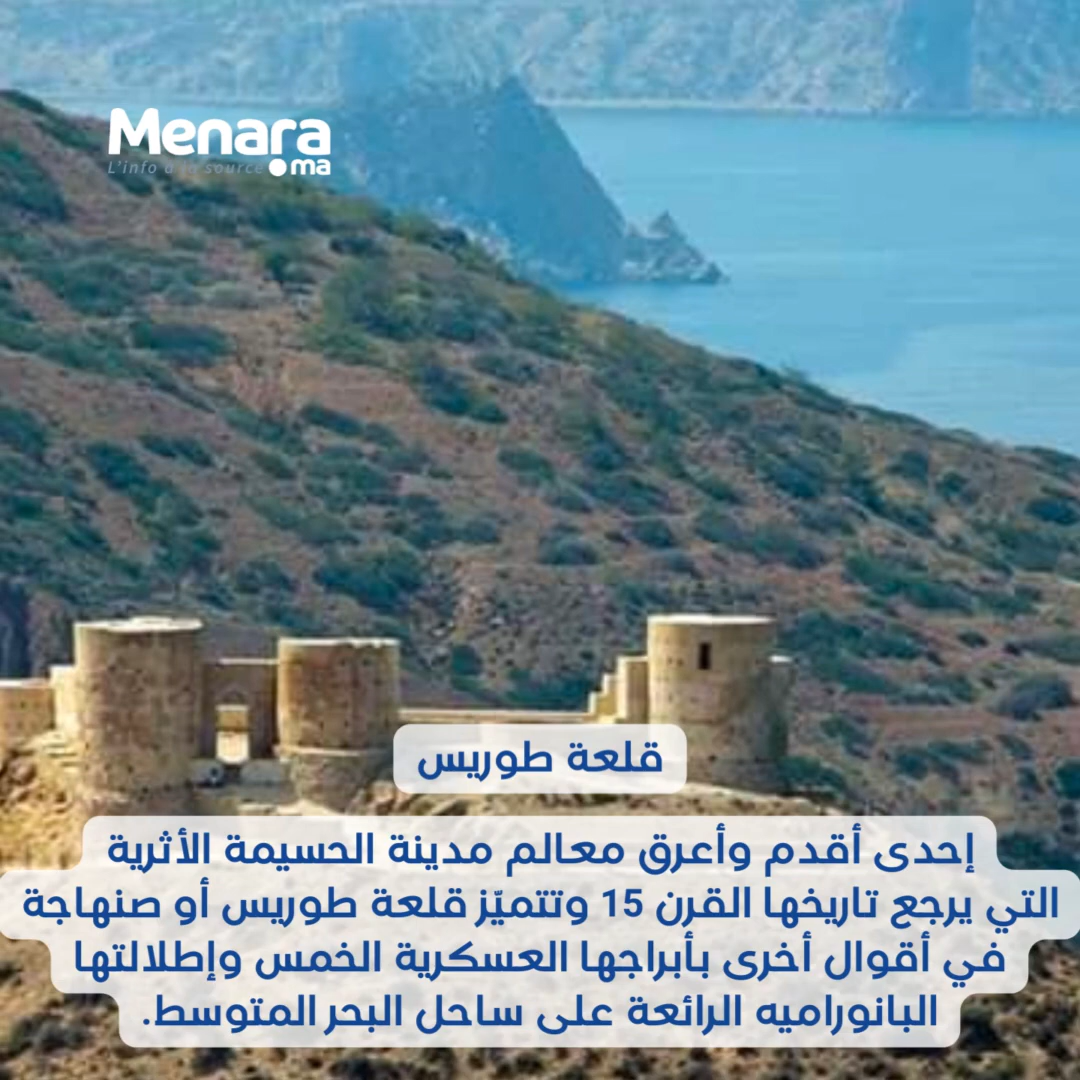 Menara
L'info à la source .ma
قلعة طوريس
إحدى أقدم وأعرق معالم مدينة الحسيمة الأثرية
التي يرجع تاريخها القرن 15 وتتميّز قلعة طوريس أو صنهاجة
في أقوال أخرى بأبراجها العسكرية الخمس وإطلالتها
البانوراميه الرائعة على ساحل البحر المتوسط.